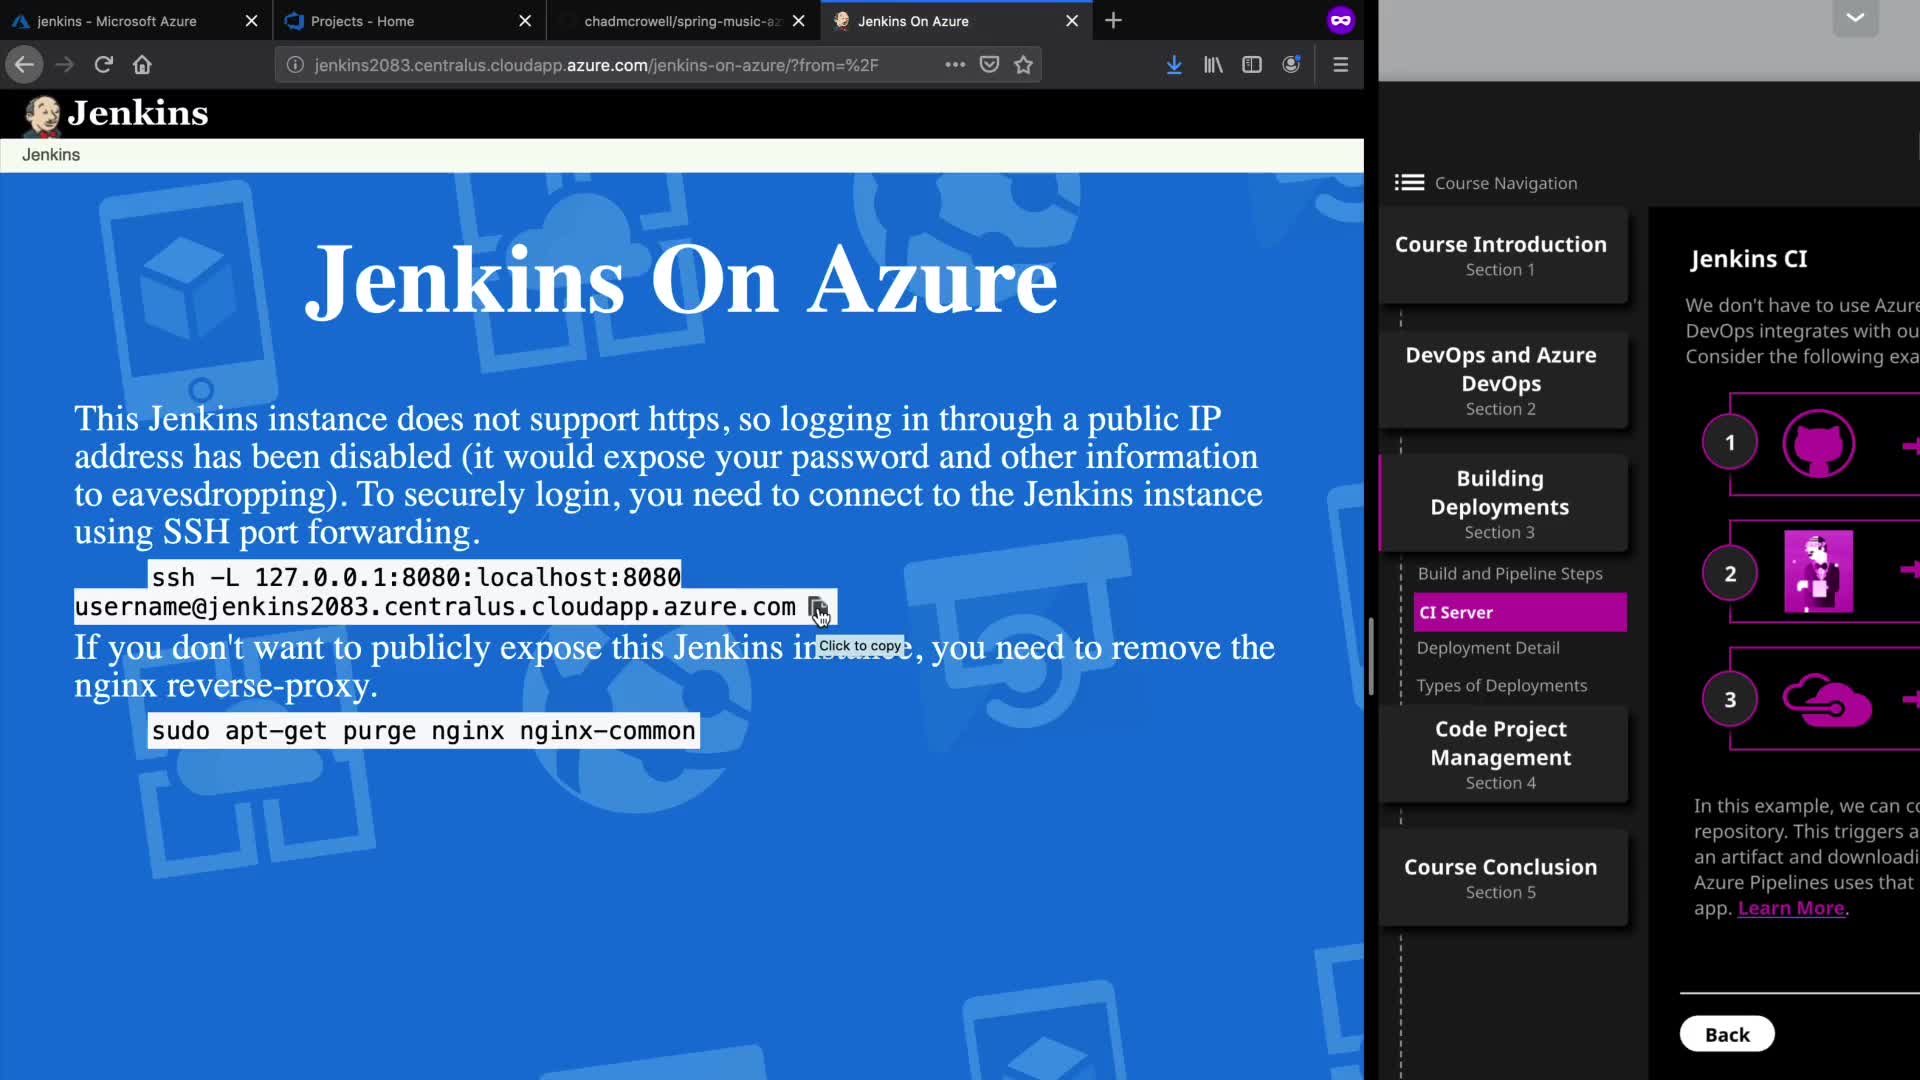 jenkins - Microsoft Azure
Projects - Home
chadmcrowell/spring-music-az
Jenkins On Azure
jenkins2083.centralus.cloudapp.azure.com/jenkins-on-azure/?from=%2F
Jenkins
Jenkins
Jenkins On Azure
This Jenkins instance does not support https, so logging in through a public IP
address has been disabled (it would expose your password and other information
to eavesdropping). To securely login, you need to connect to the Jenkins instance
using SSH port forwarding.
ssh -L 127.0.0.1:8080:localhost:8080
username@jenkins2083.centralus.cloudapp.azure.com
Click to copy
If you don't want to publicly expose this Jenkins instance, you need to remove the
nginx reverse-proxy.
sudo apt-get purge nginx nginx-common
Course Navigation
Course Introduction
Section 1
DevOps and Azure
DevOps
Section 2
Building
Deployments
Section 3
Build and Pipeline Steps
CI Server
Deployment Detail
Types of Deployments
Code Project
Management
Section 4
Course Conclusion
Section 5
Jenkins CI
We don't have to use Azure
DevOps integrates with ou
Consider the following exa
1
2
3
In this example, we can co
repository. This triggers a
an artifact and downloadi
Azure Pipelines uses that
app. Learn More.
Back